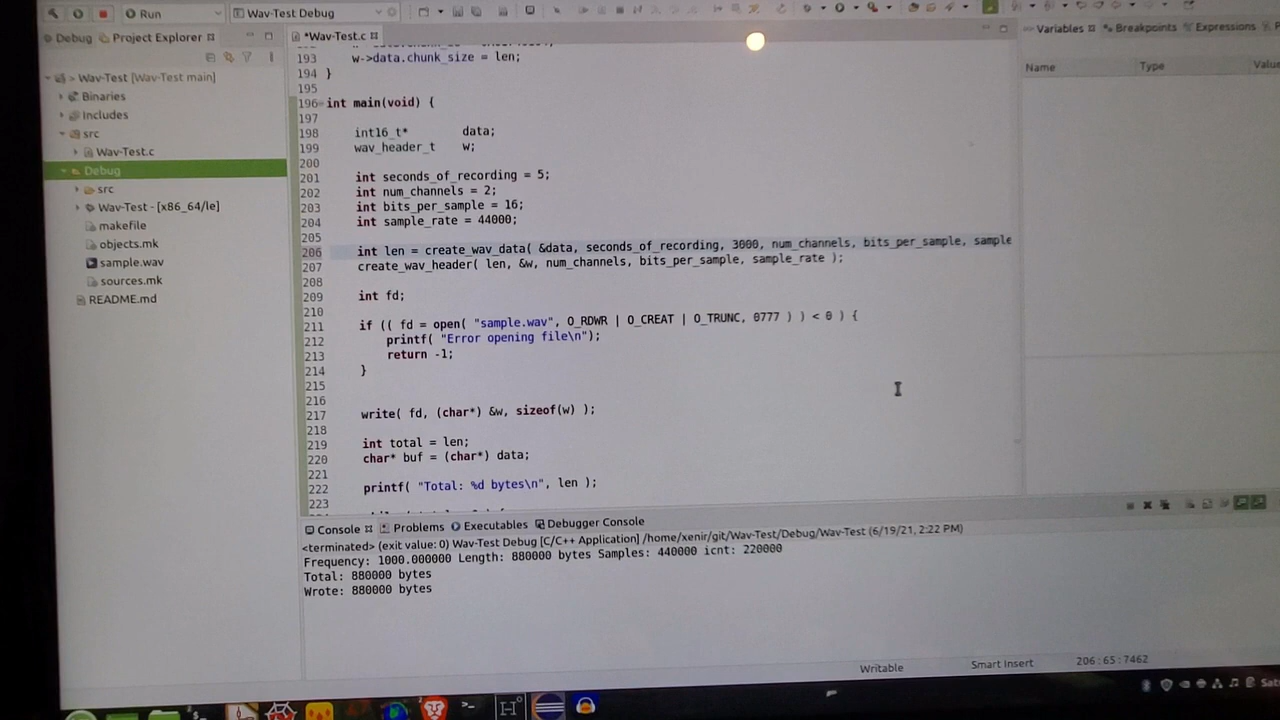 Run
Wav-Test Debug
Debug
Project Explorer
*Wav-Test.c
Variables
Breakpoints
Expressions
Name
Type
Value
> Wav-Test [Wav-Test main]
Binaries
Includes
src
Wav-Test.c
Debug
src
Wav-Test - [x86_64/le]
makefile
objects.mk
sample.wav
sources.mk
README.md
193 w->data.chunk_size = len;
194 }
195
196 int main(void) {
197
198 int16_t* data;
199 wav_header_t w;
200
201 int seconds_of_recording = 5;
202 int num_channels = 2;
203 int bits_per_sample = 16;
204 int sample_rate = 44000;
205
206 int len = create_wav_data( &data, seconds_of_recording, 3000, num_channels, bits_per_sample, sample
207 create_wav_header( len, &w, num_channels, bits_per_sample, sample_rate );
208
209 int fd;
210
211 if (( fd = open( "sample.wav", O_RDWR | O_CREAT | O_TRUNC, 0777 ) ) < 0 ) {
212 printf( "Error opening file\n");
213 return -1;
214 }
215
216
217 write( fd, (char*) &w, sizeof(w) );
218
219 int total = len;
220 char* buf = (char*) data;
221
222 printf( "Total: %d bytes\n", len );
223
Console
Problems
Executables
Debugger Console
<terminated> (exit value: 0) Wav-Test Debug [C/C++ Application] /home/xenir/git/Wav-Test/Debug/Wav-Test (6/19/21, 2:22 PM)
Frequency: 1000.000000 Length: 880000 bytes Samples: 440000 icnt: 220000
Total: 880000 bytes
Wrote: 880000 bytes
Writable
Smart Insert
206:65:7462